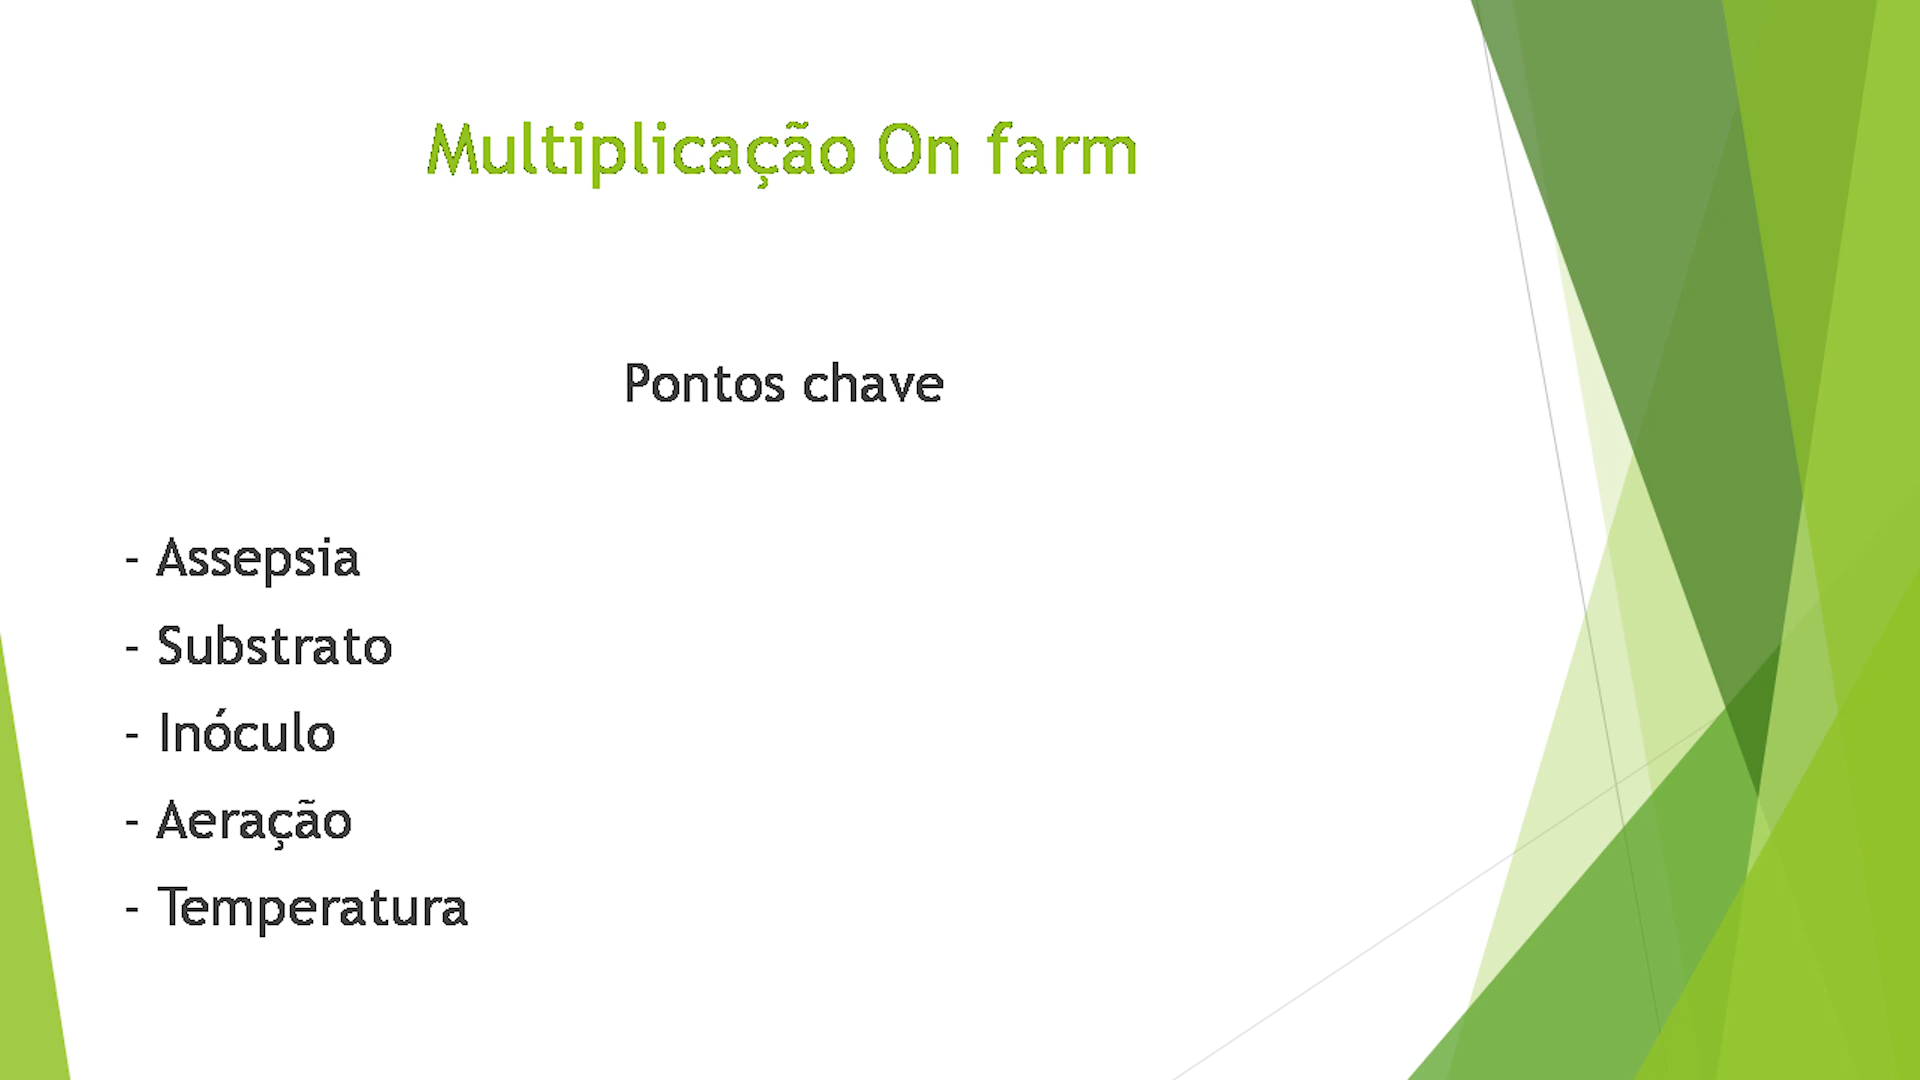 Multiplicação On farm
Pontos chave
- Assepsia
- Substrato
- Inóculo
- Aeração
- Temperatura